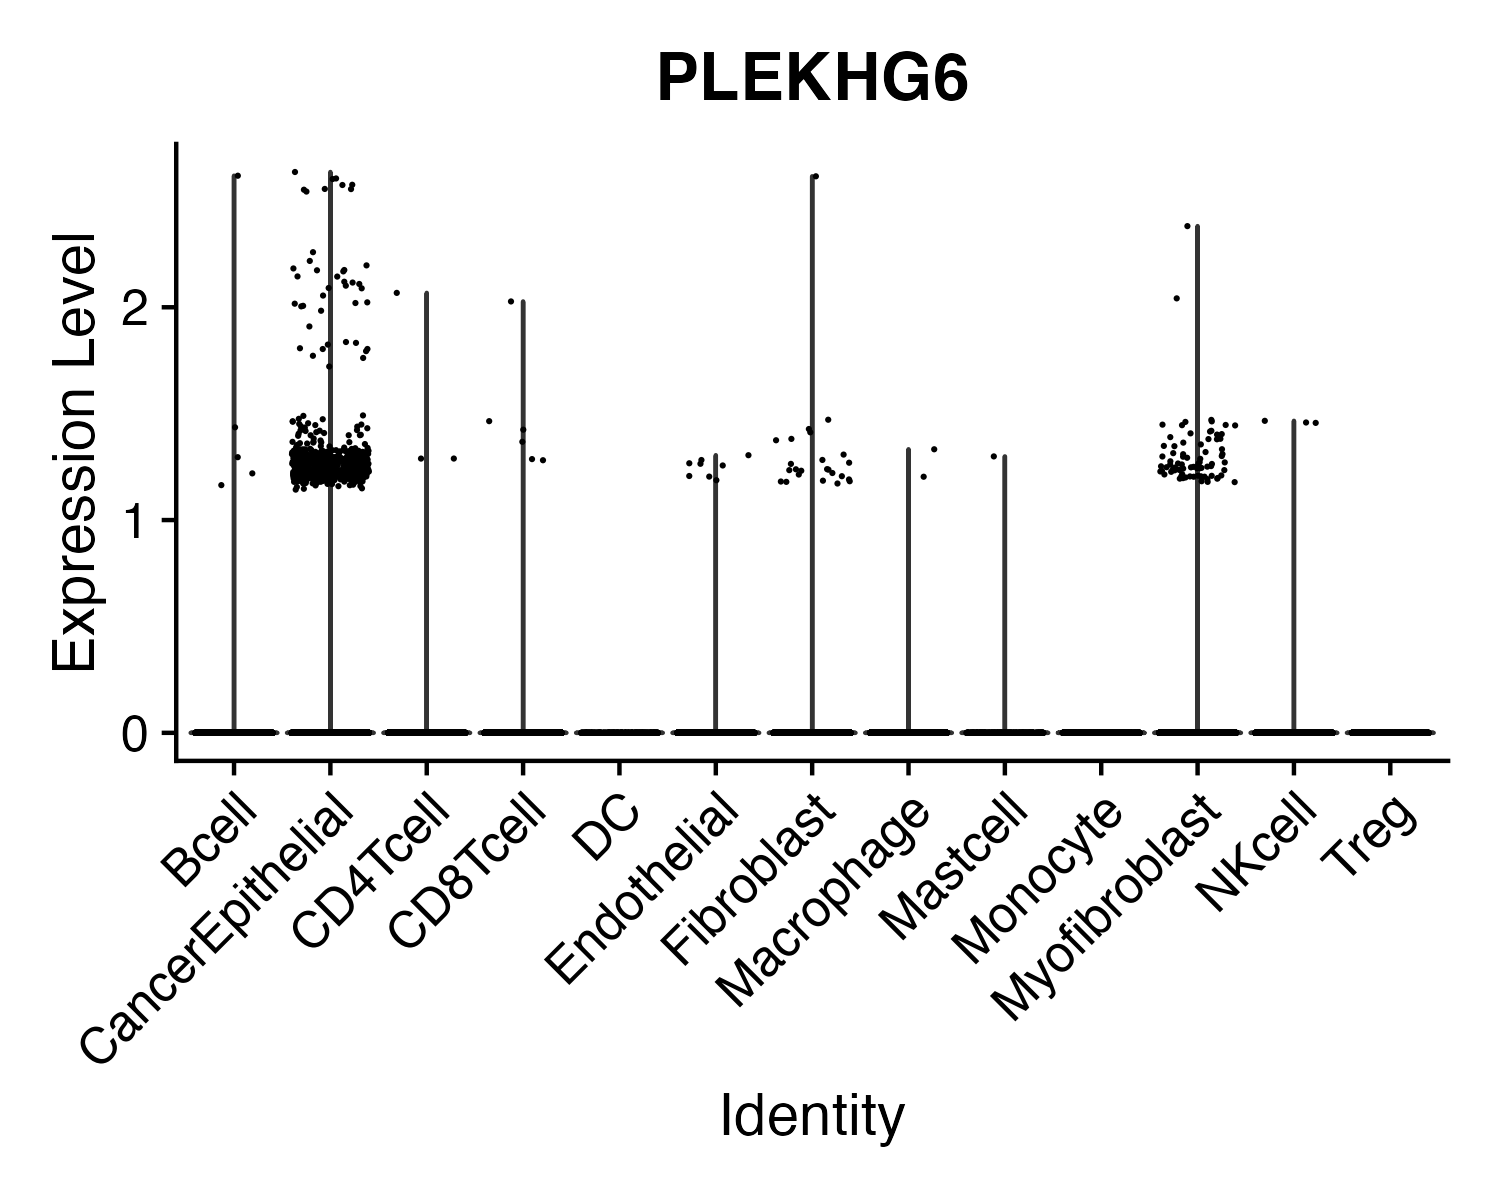 PLEKHG6
Expression Level
2
1
0
Bcell
CancerEpithelial
CD4Tcell
CD8Tcell
DC
Endothelial
Fibroblast
Macrophage
Mastcell
Monocyte
Myofibroblast
NKcell
Treg
Identity